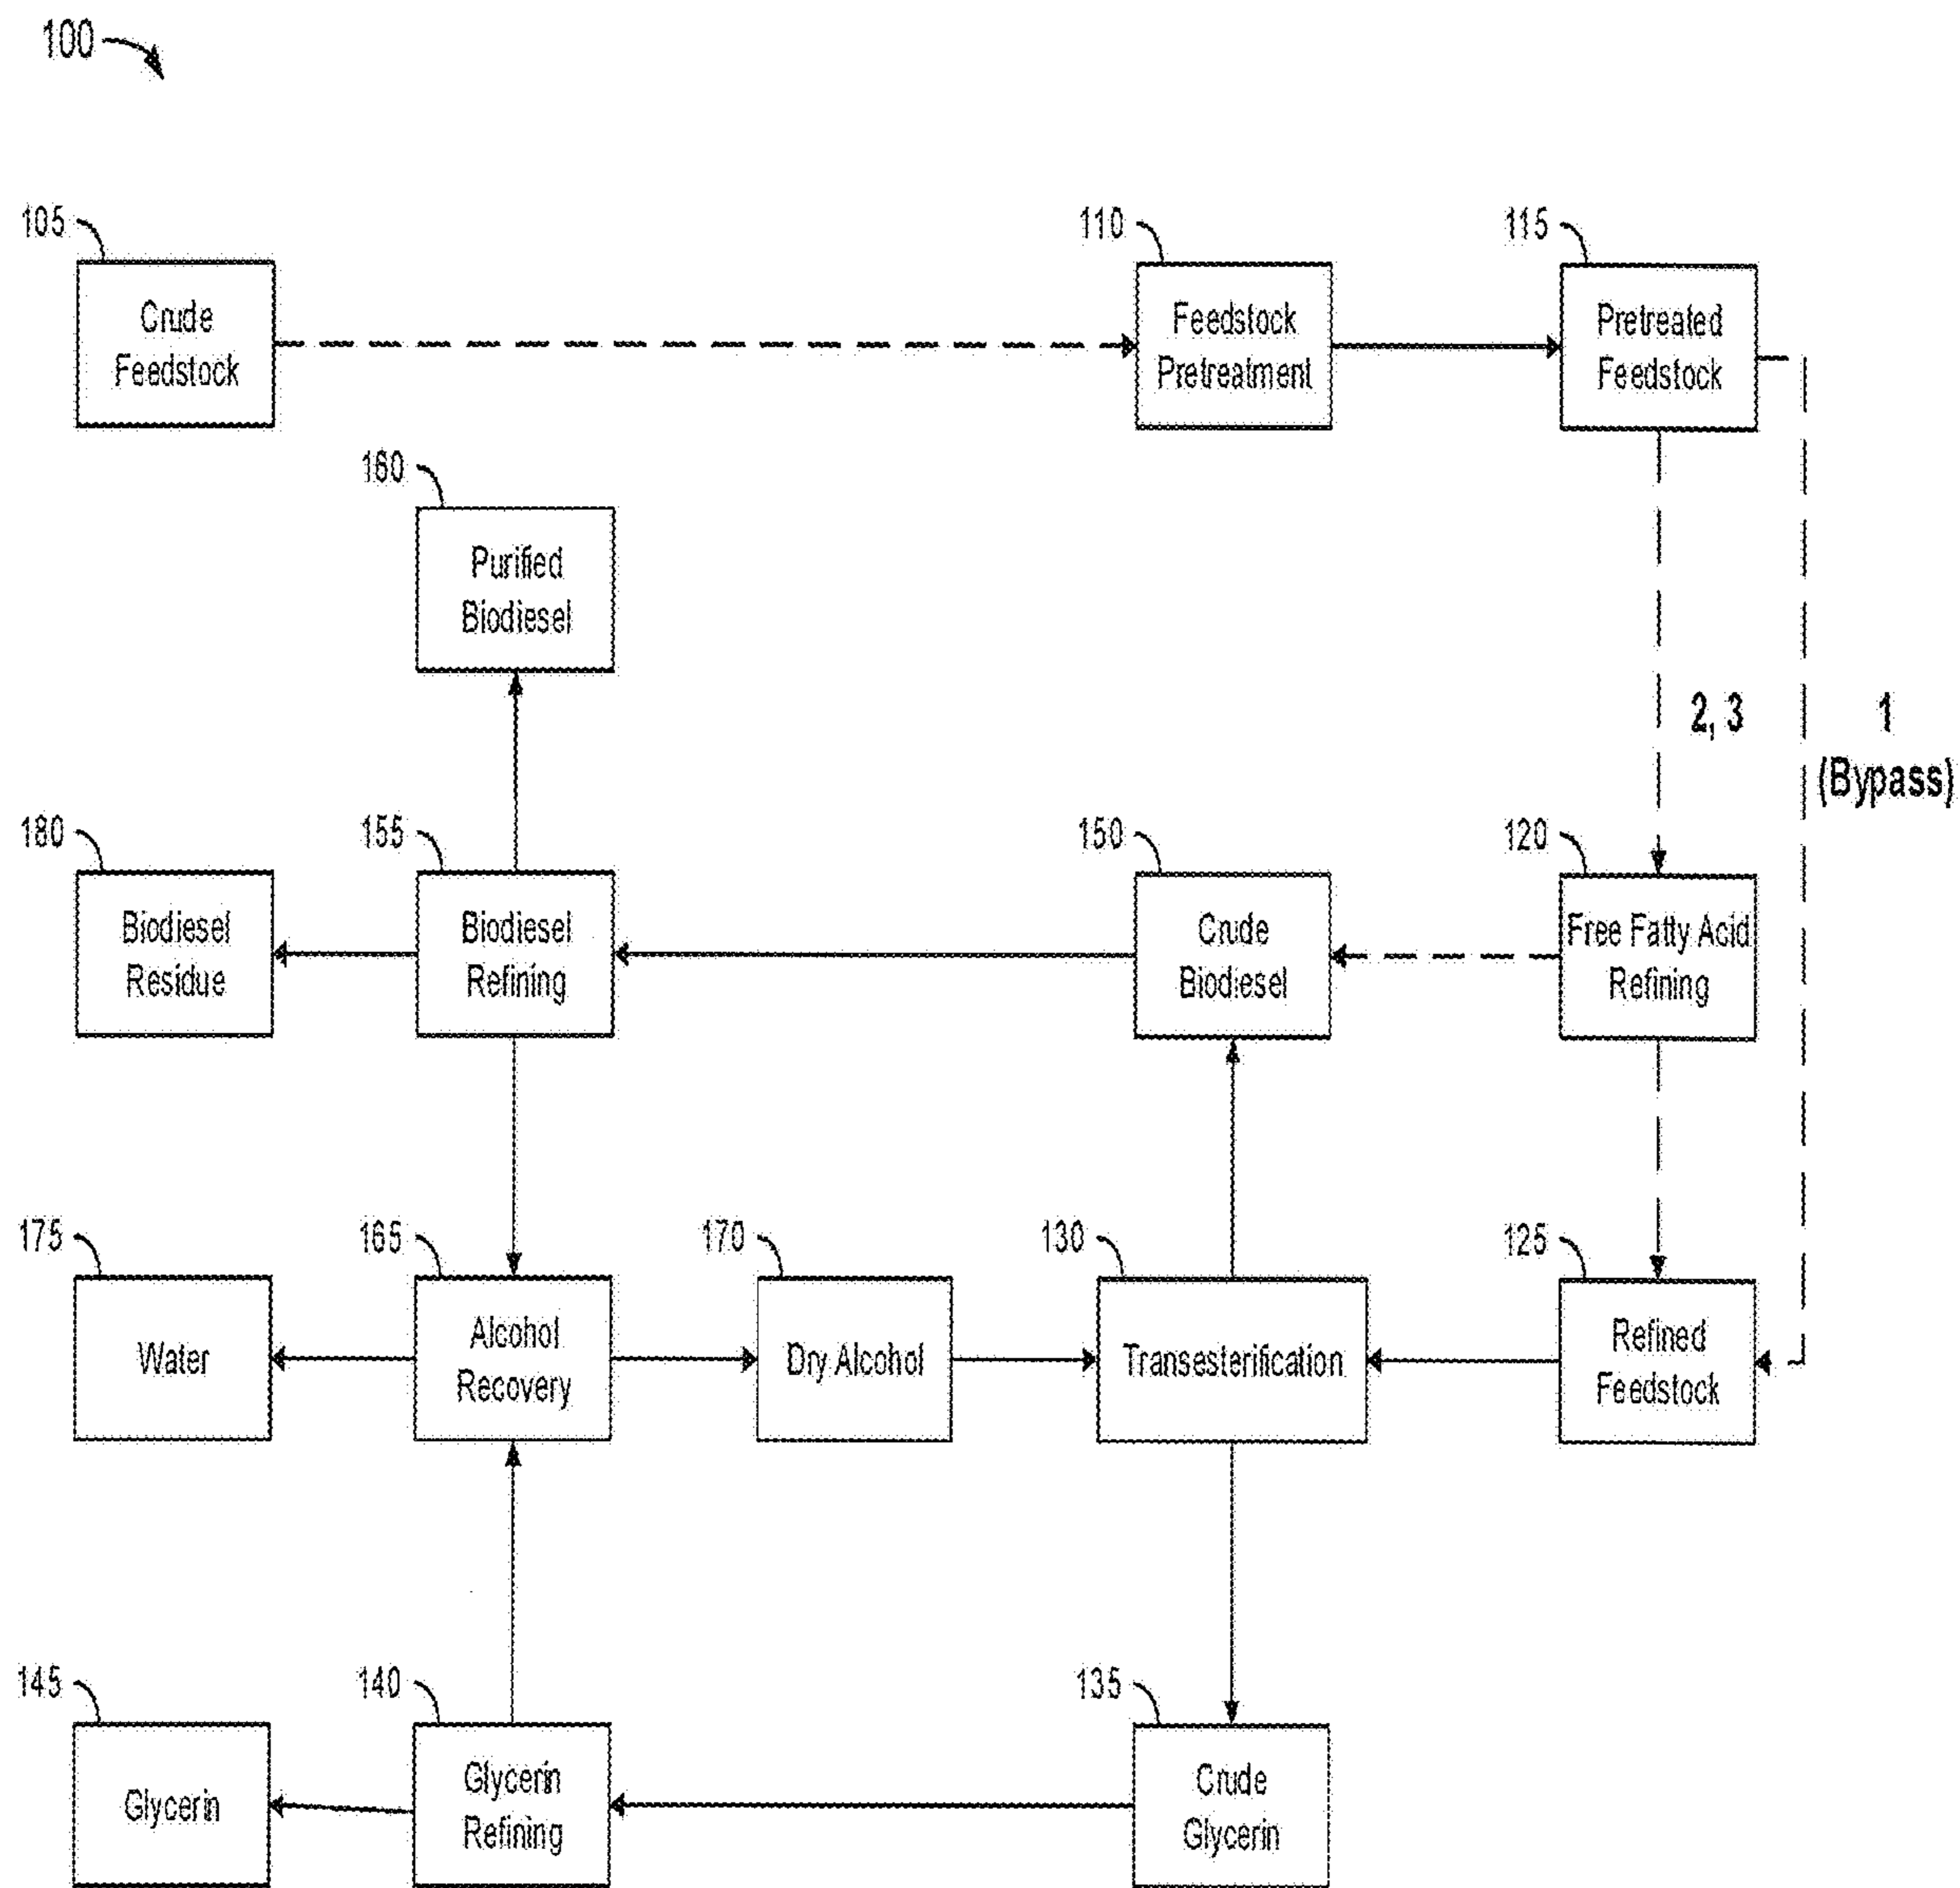 100
105
110
115
Crude
Feedstock
Feedstock
Pretreatment
Pretreated
Feedstock
160
Purified
Biodiesel
2, 3
1
(Bypass)
180
155
150
120
Biodiesel
Residue
Biodiesel
Refining
Crude
Biodiesel
Free Fatty Acid
Refining
175
165
170
130
125
Water
Alcohol
Recovery
Dry Alcohol
Transesterification
Refined
Feedstock
145
140
135
Glycerin
Glycerin
Refining
Crude
Glycerin